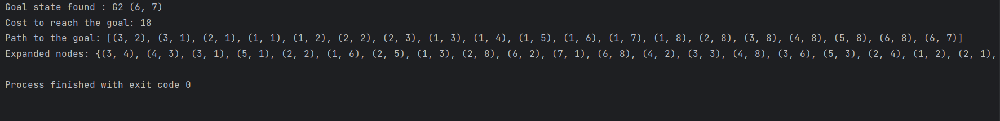 Goal state found : G2 (6, 7)
Cost to reach the goal: 18
Path to the goal: [(3, 2), (3, 1), (2, 1), (1, 1), (1, 2), (2, 2), (2, 3), (1, 3), (1, 4), (1, 5), (1, 6), (1, 7), (1, 8), (2, 8), (3, 8), (4, 8), (5, 8), (6, 8), (6, 7)]
Expanded nodes: {(3, 4), (4, 3), (3, 1), (5, 1), (2, 2), (1, 6), (2, 5), (1, 3), (2, 8), (6, 2), (7, 1), (6, 8), (4, 2), (3, 3), (4, 8), (3, 6), (5, 3), (2, 4), (1, 2), (2, 1),
Process finished with exit code 0